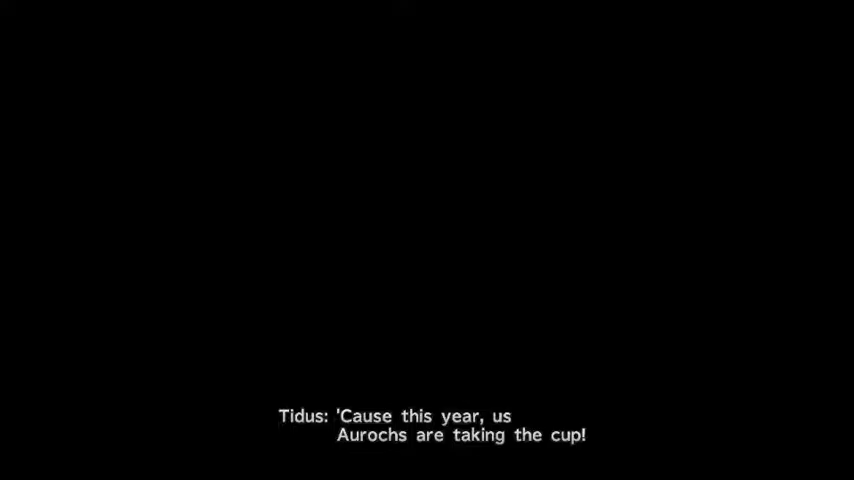 Tidus: 'Cause this year, us
Aurochs are taking the cup!